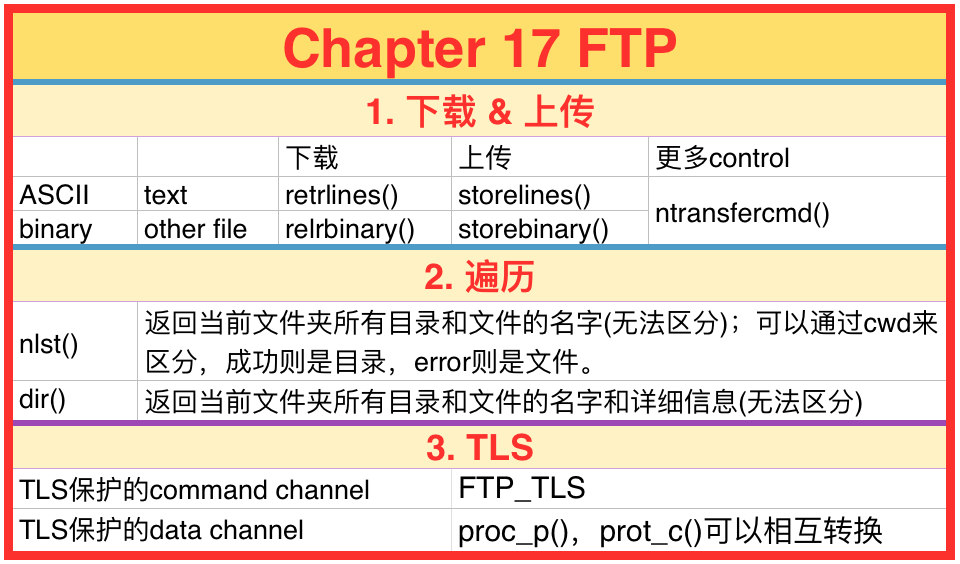 Chapter 17 FTP
1. 下载 & 上传
下载 上传 更多control
ASCII text retrlines() storelines()
ntransfercmd()
binary other file relrbinary() storebinary()
2. 遍历
nlst() 返回当前文件夹所有目录和文件的名字(无法区分)；可以通过cwd来
区分，成功则是目录，error则是文件。
dir() 返回当前文件夹所有目录和文件的名字和详细信息(无法区分)
3. TLS
TLS保护的command channel FTP_TLS
TLS保护的data channel proc_p()，prot_c()可以相互转换